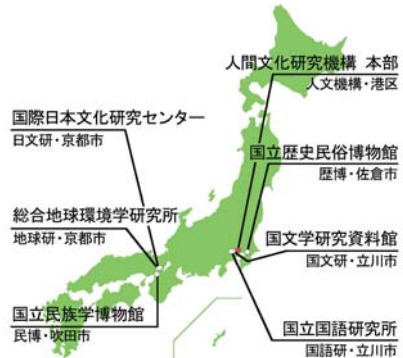 人間文化研究機構 本部
人文機構・港区
国際日本文化研究センター
日文研・京都市
国立歴史民俗博物館
歴博・佐倉市
総合地球環境学研究所
地球研・京都市
国文学研究資料館
国文研・立川市
国立民族学博物館
民博・吹田市
国立国語研究所
国語研・立川市